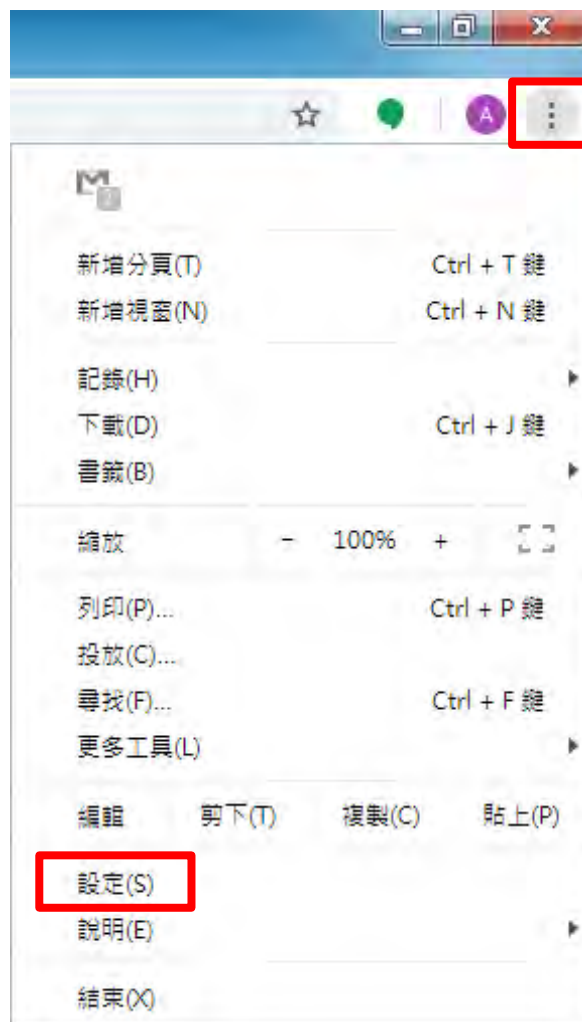 A
新增分頁(T) Ctrl + T 鍵
新增視窗(N) Ctrl + N 鍵
記錄(H)
下載(D) Ctrl + J 鍵
書籤(B)
縮放 - 100% +
列印(P)... Ctrl + P 鍵
投放(C)...
尋找(F)... Ctrl + F 鍵
更多工具(L)
編輯 剪下(T) 複製(C) 貼上(P)
設定(S)
說明(E)
結束(X)